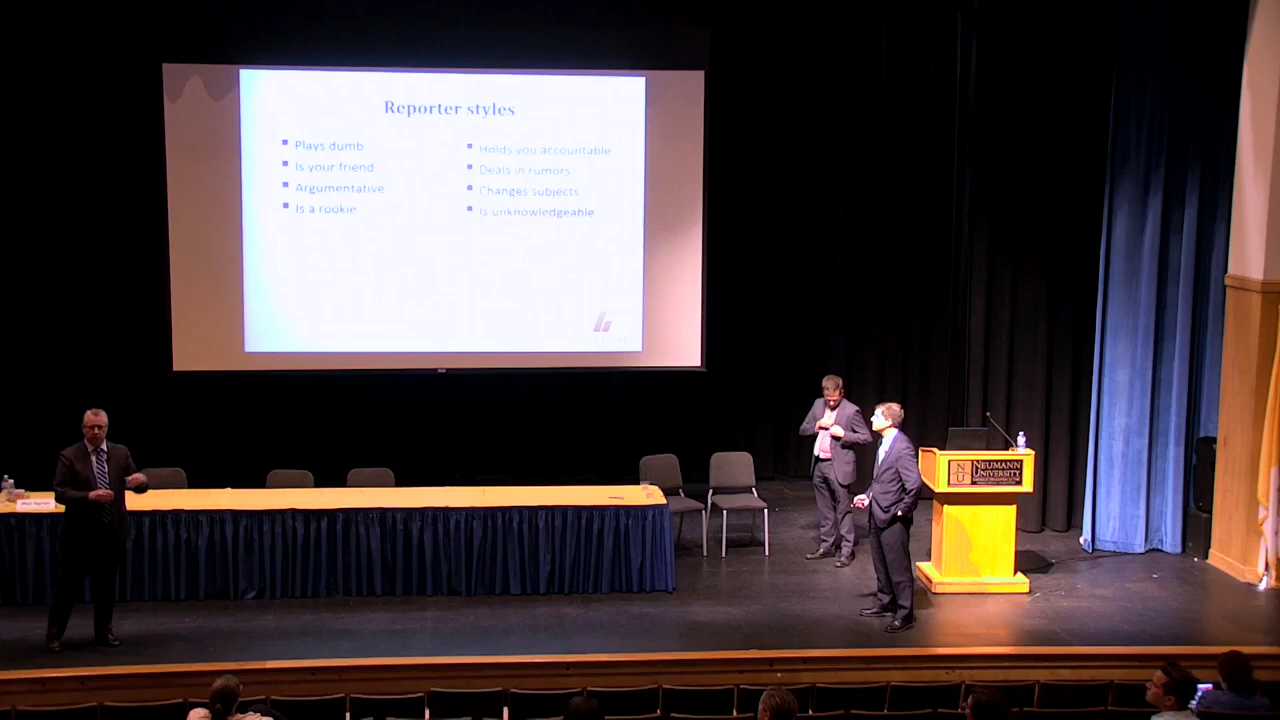 Reporter styles
Plays dumb
Is your friend
Argumentative
Is a rookie
Holds you accountable
Deals in rumors
Changes subjects
Is unknowledgeable
N
U
NEUMANN
UNIVERSITY